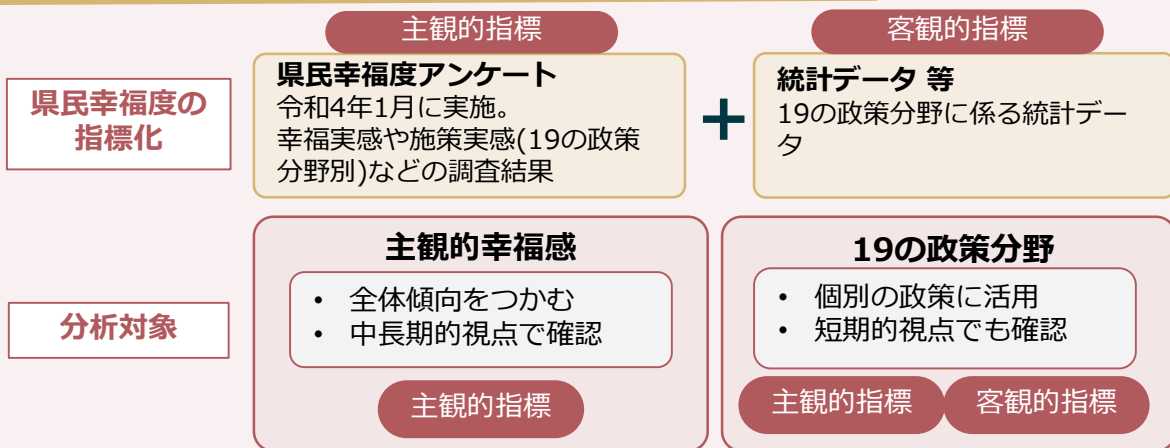 主観的指標
客観的指標
県民幸福度の
指標化
県民幸福度アンケート
令和4年1月に実施。
幸福実感や施策実感(19の政策
分野別)などの調査結果
+
統計データ 等
19の政策分野に係る統計デー
タ
分析対象
主観的幸福感
• 全体傾向をつかむ
• 中長期的視点で確認
主観的指標
19の政策分野
• 個別の政策に活用
• 短期的視点でも確認
主観的指標
客観的指標